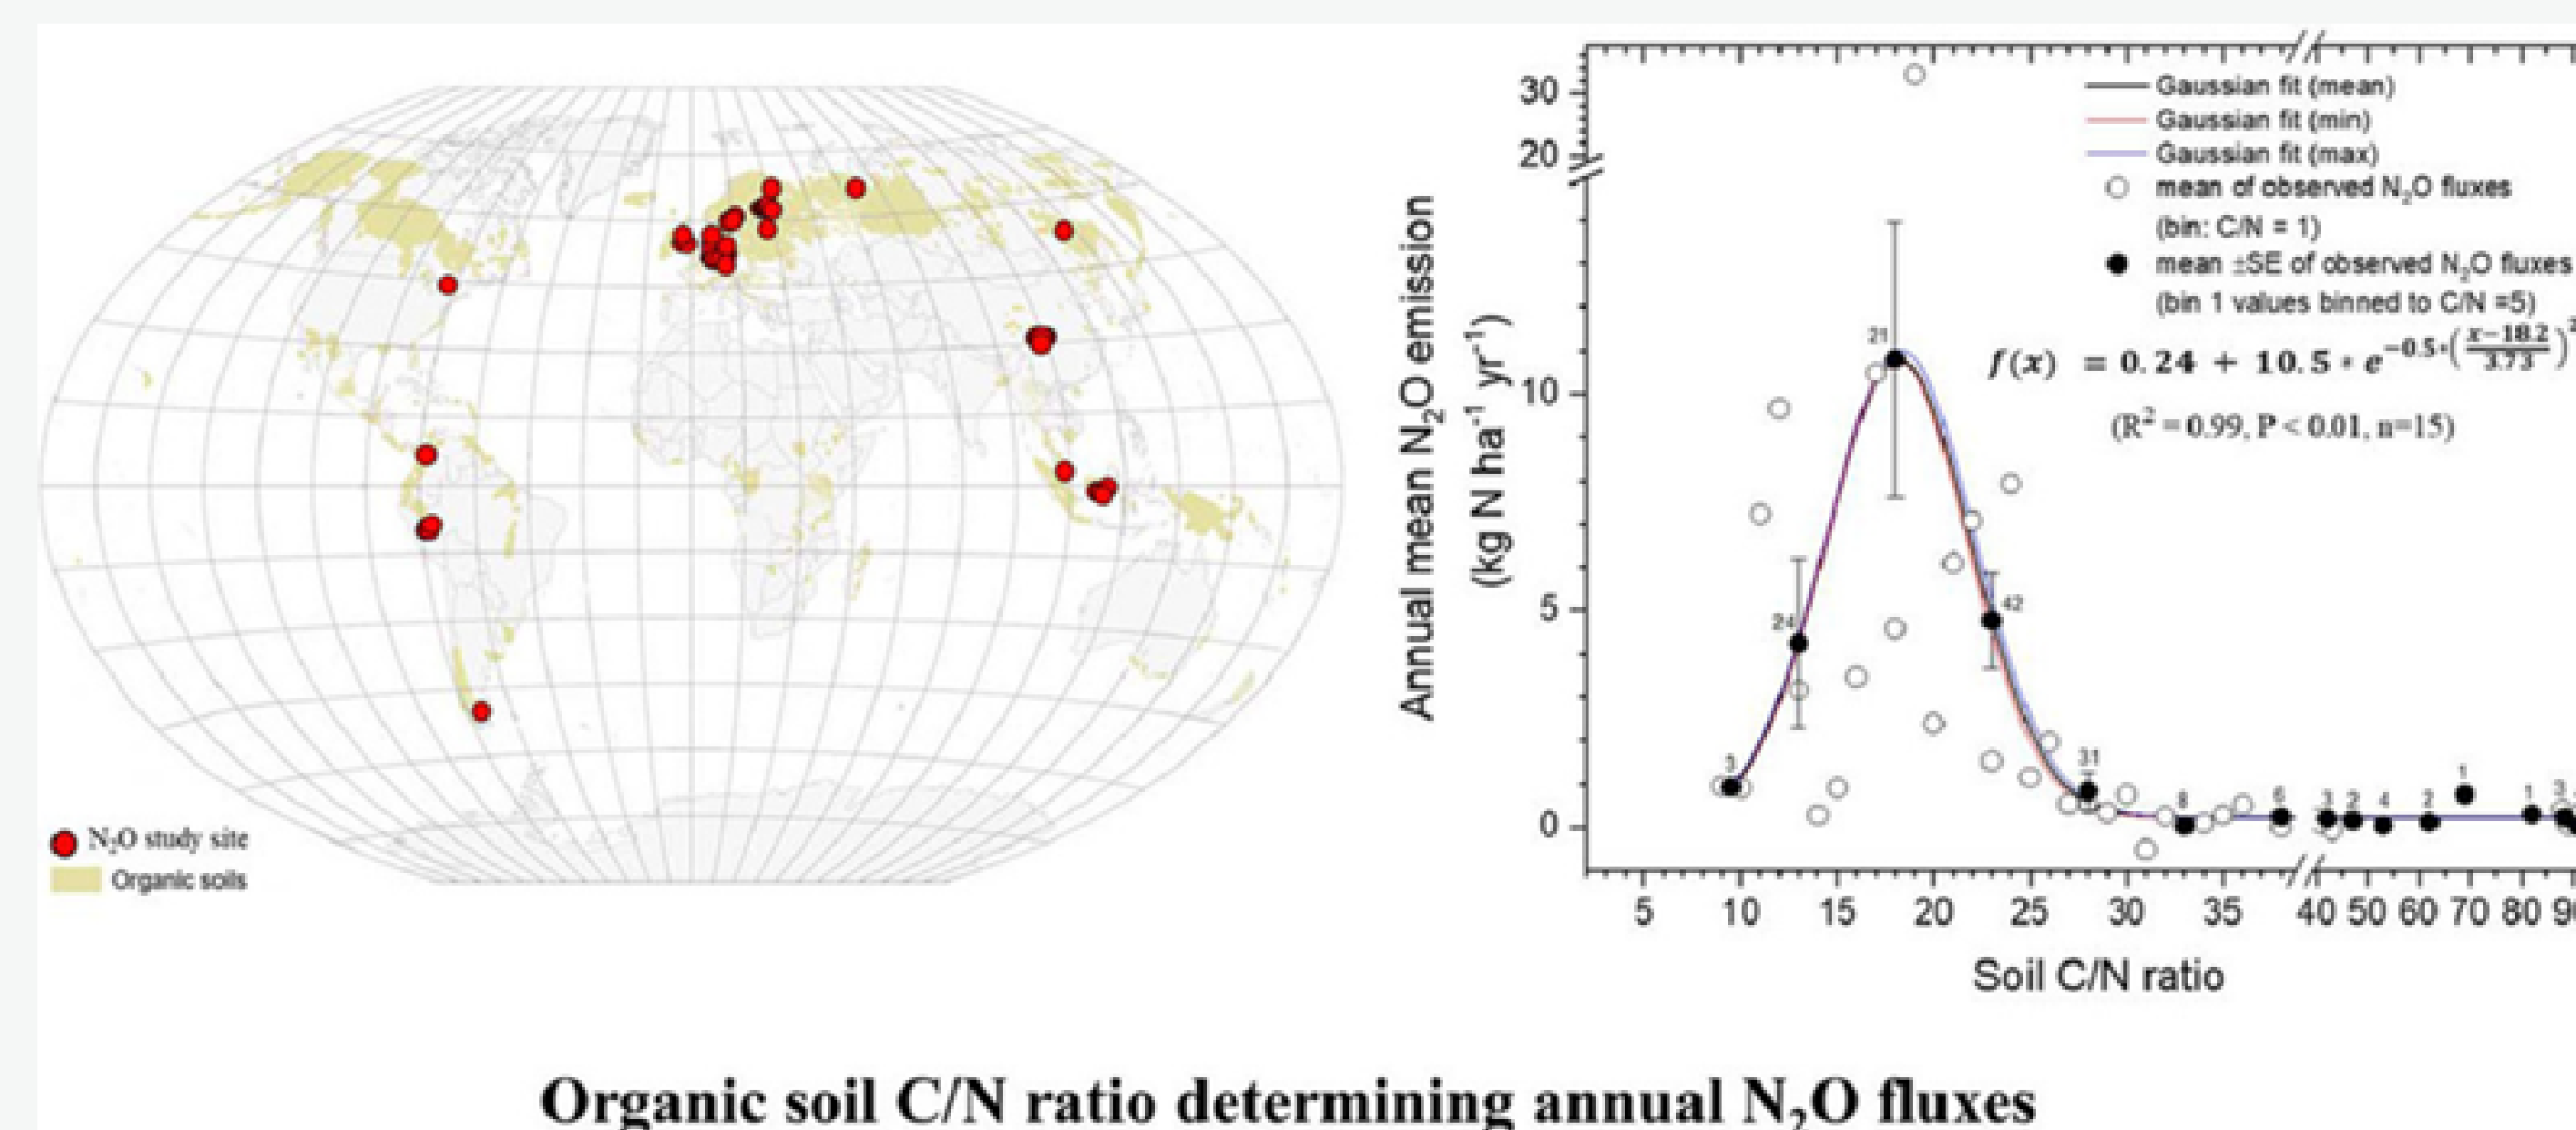 N₂O study site
Organic soils
Annual mean N₂O emission
(kg N ha⁻¹ yr⁻¹)
30
20
10
5
0
Gaussian fit (mean)
Gaussian fit (min)
Gaussian fit (max)
mean of observed N₂O fluxes
(bin: C/N = 1)
mean ±SE of observed N₂O fluxes
(bin 1 values binned to C/N =5)
f(x) = 0.24 + 10.5 * e^−0.5*((x−18.2)/3.73)²
(R² = 0.99, P < 0.01, n=15)
3
24
21
42
31
8
6
3 2 4 2 1 1 3
5 10 15 20 25 30 35 40 50 60 70 80
Soil C/N ratio
Organic soil C/N ratio determining annual N₂O fluxes